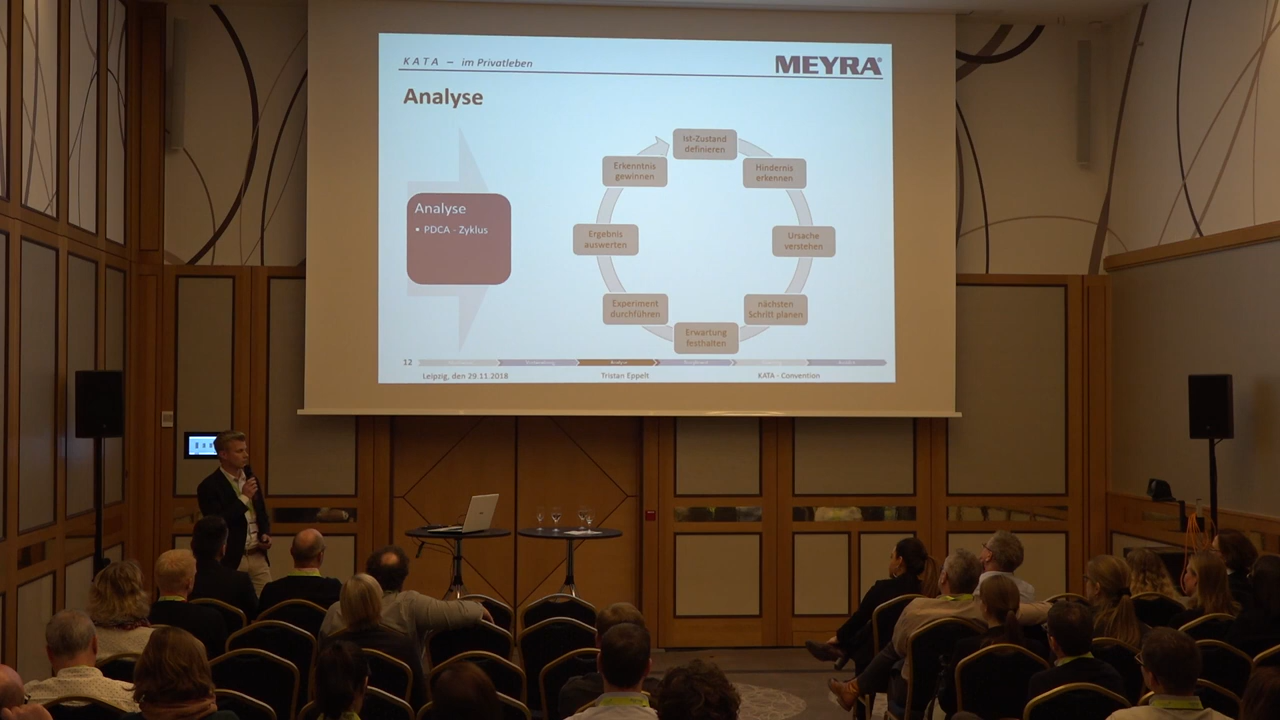 KATA – im Privatleben
MEYRA®
Analyse
Analyse
• PDCA - Zyklus
Ist-Zustand
definieren
Hindernis
erkennen
Ursache
verstehen
nächsten
Schritt planen
Erwartung
festhalten
Experiment
durchführen
Ergebnis
auswerten
Erkenntnis
gewinnen
12
Analyse
Leipzig, den 29.11.2018
Tristan Eppelt
KATA - Convention